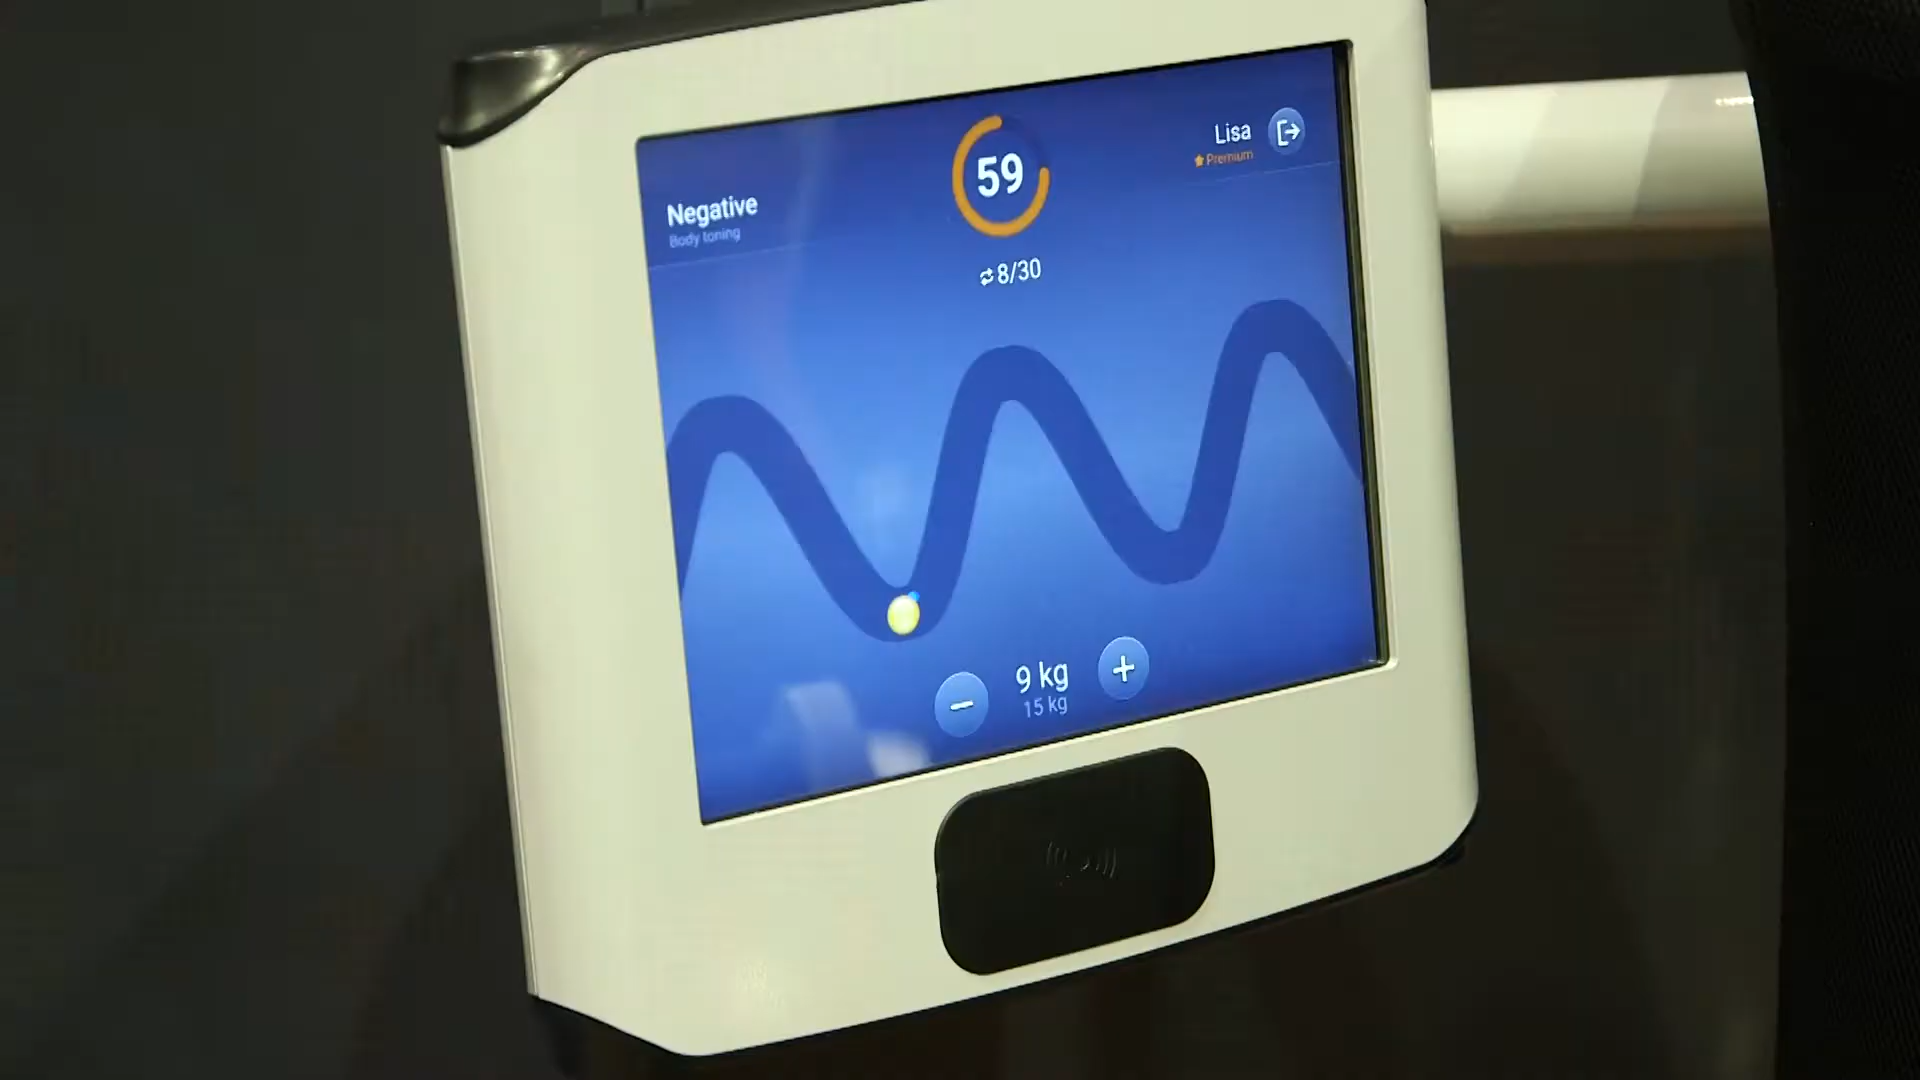 59
Lisa
Premium
Negative
Body toning
8/30
9 kg
15 kg